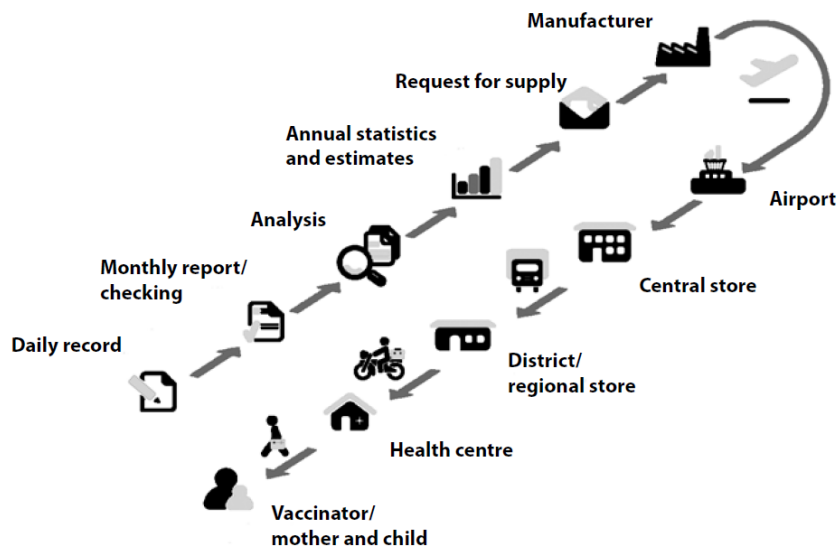 Manufacturer
Request for supply
Annual statistics
and estimates
Airport
Analysis
Central store
Monthly report/
checking
Daily record
District/
regional store
Health centre
Vaccinator/
mother and child